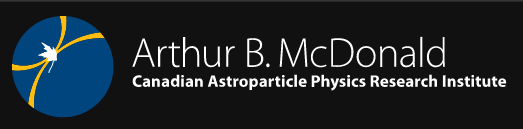 Arthur B. McDonald
Canadian Astroparticle Physics Research Institute